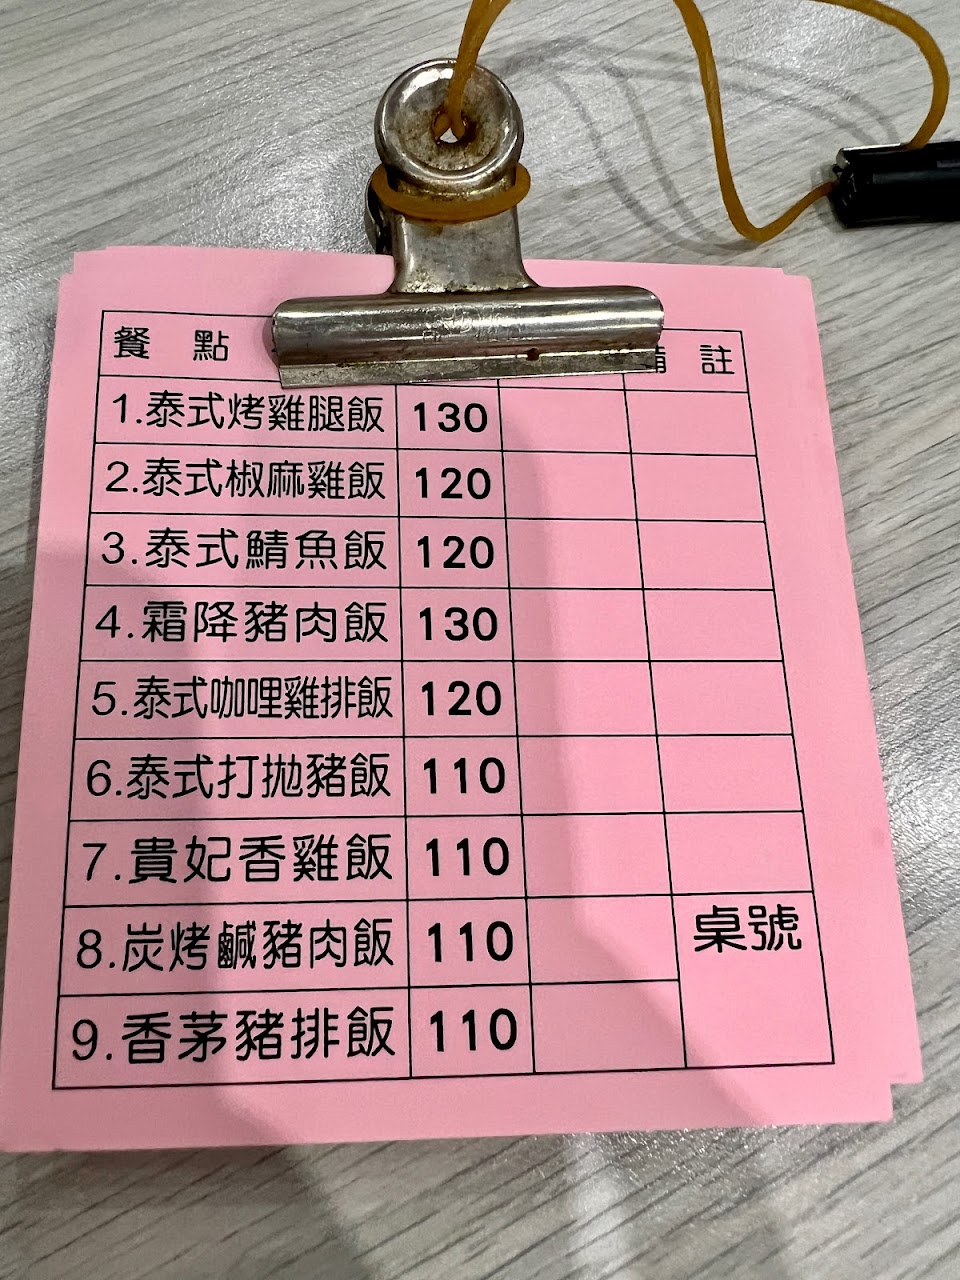 餐點 註
1.泰式烤雞腿飯 130
2.泰式椒麻雞飯 120
3.泰式鯖魚飯 120
4.霜降豬肉飯 130
5.泰式咖哩雞排飯 120
6.泰式打拋豬飯 110
7.貴妃香雞飯 110
8.炭烤鹹豬肉飯 110
桌號
9.香茅豬排飯 110